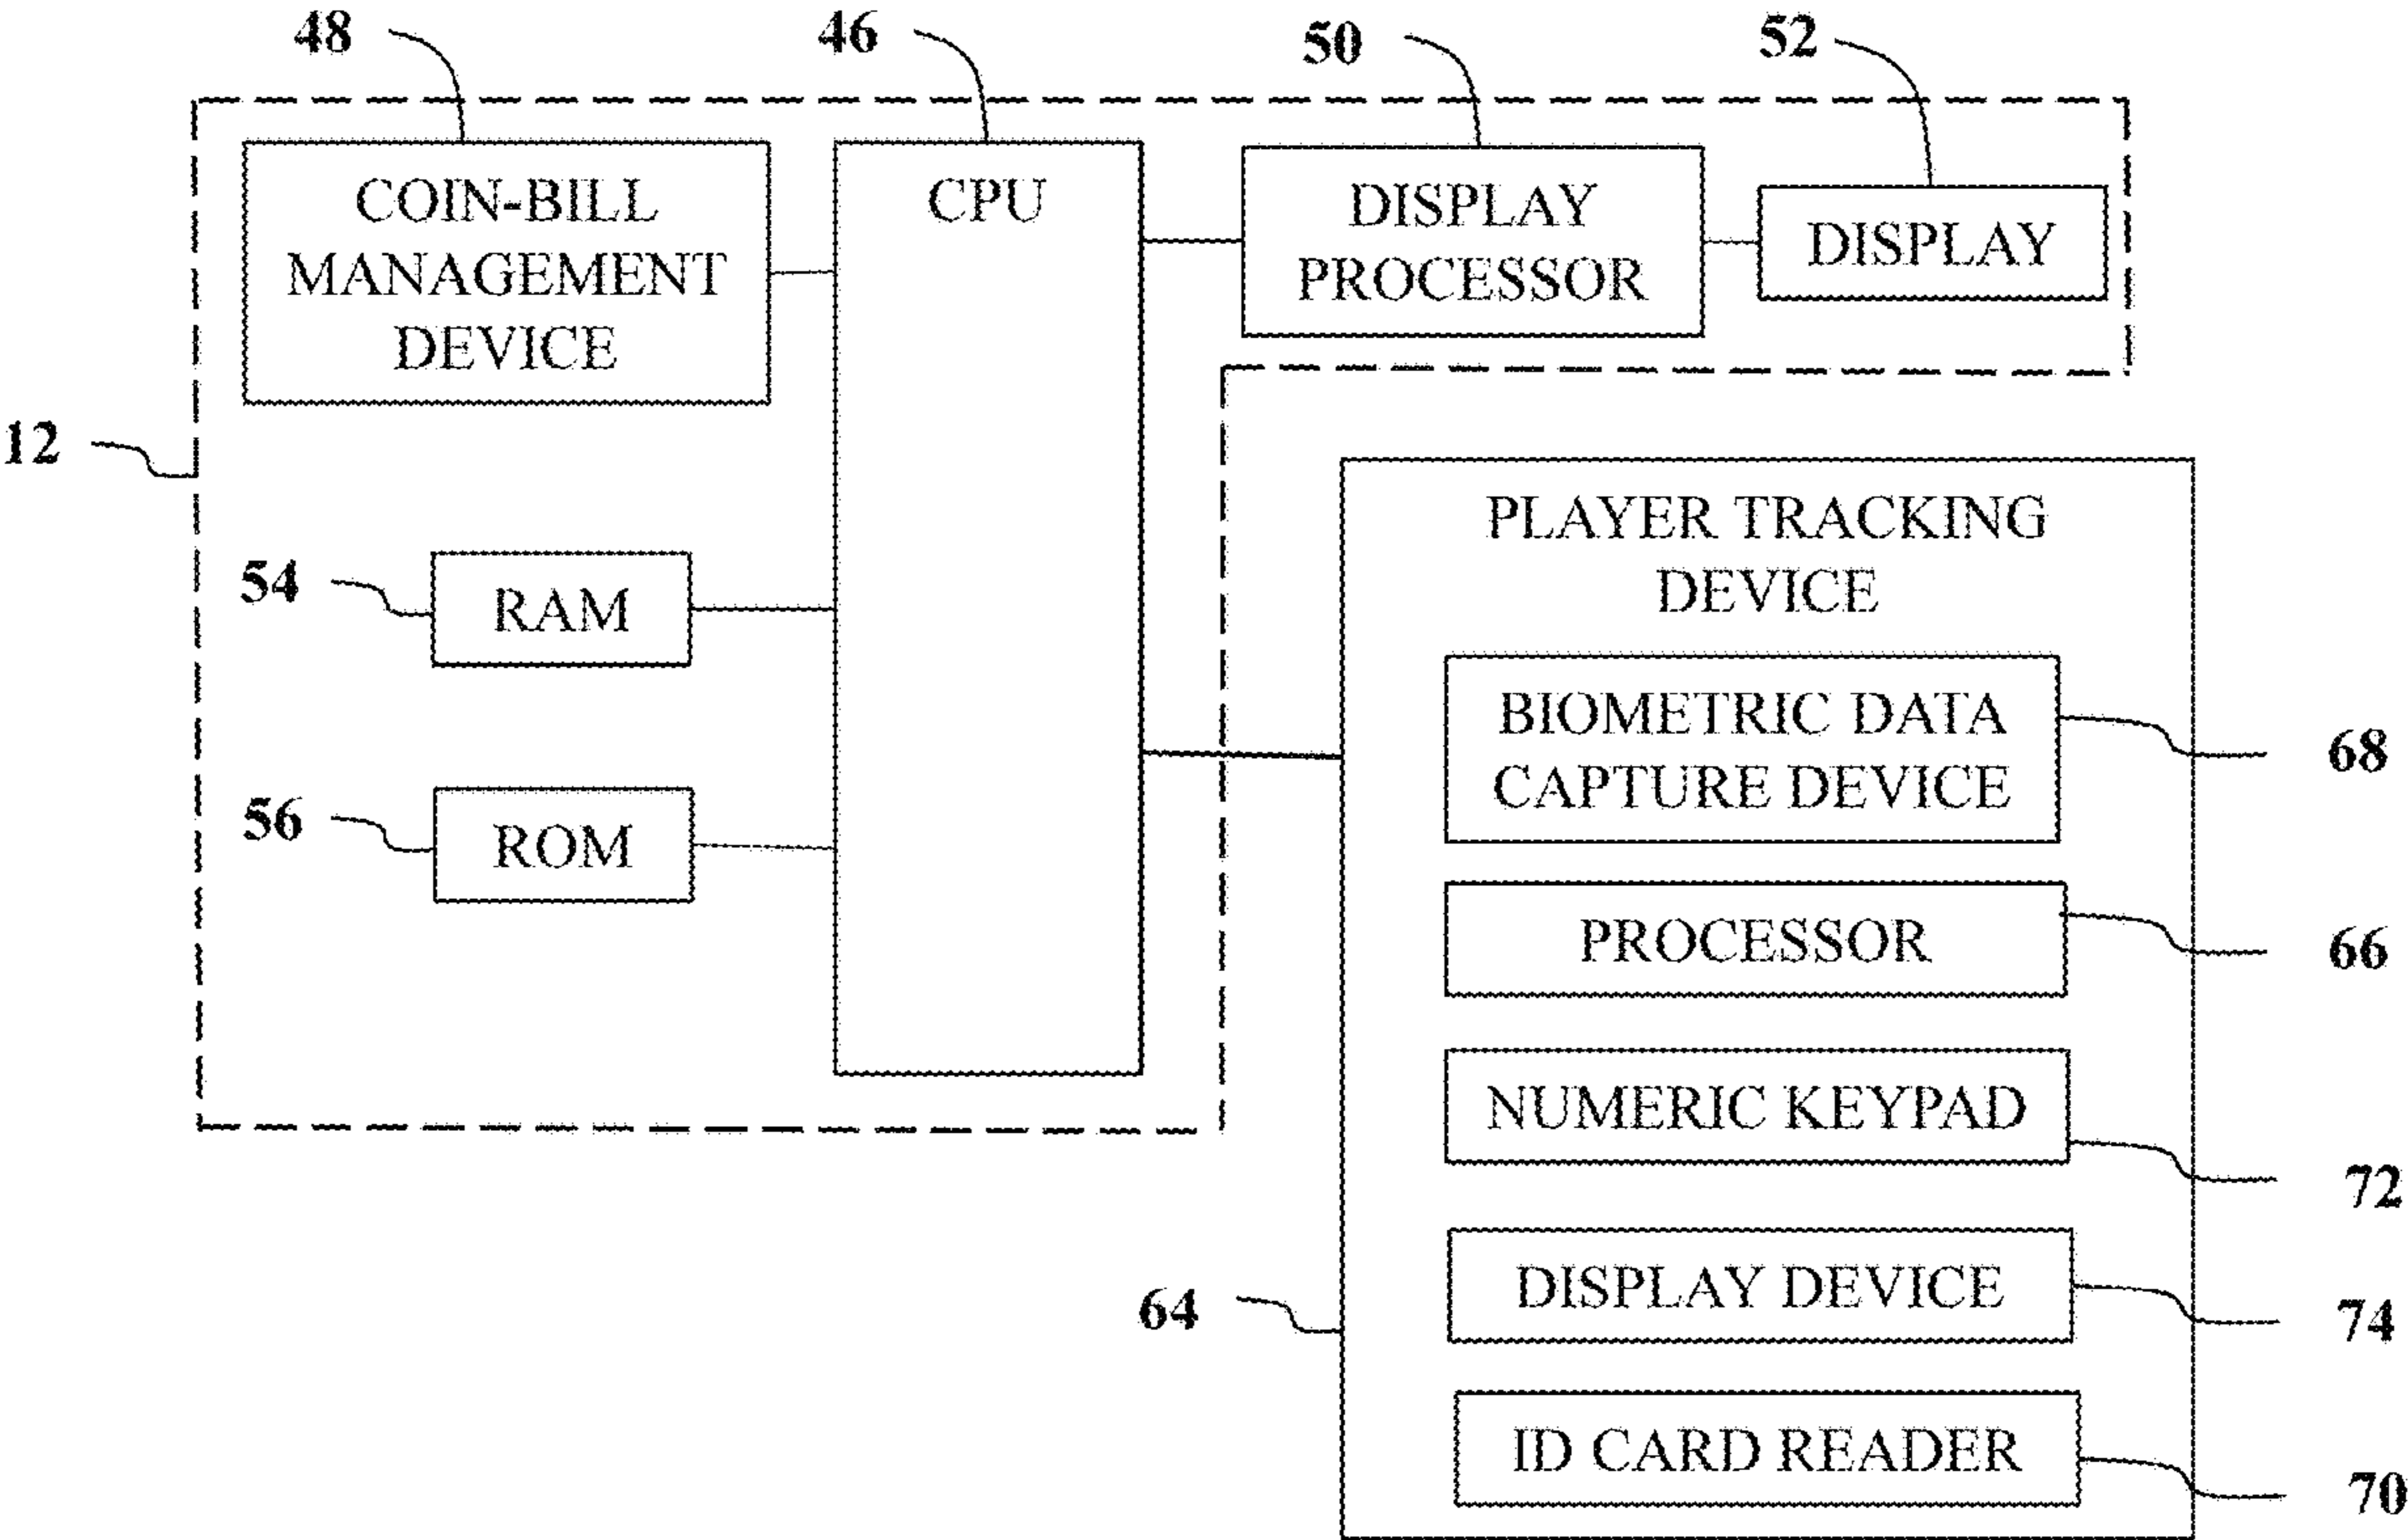 48
46
50
52
COIN-BILL
MANAGEMENT
DEVICE
CPU
DISPLAY
PROCESSOR
DISPLAY
12
54
RAM
56
ROM
PLAYER TRACKING
DEVICE
BIOMETRIC DATA
CAPTURE DEVICE
68
PROCESSOR
66
NUMERIC KEYPAD
72
64
DISPLAY DEVICE
74
ID CARD READER
70